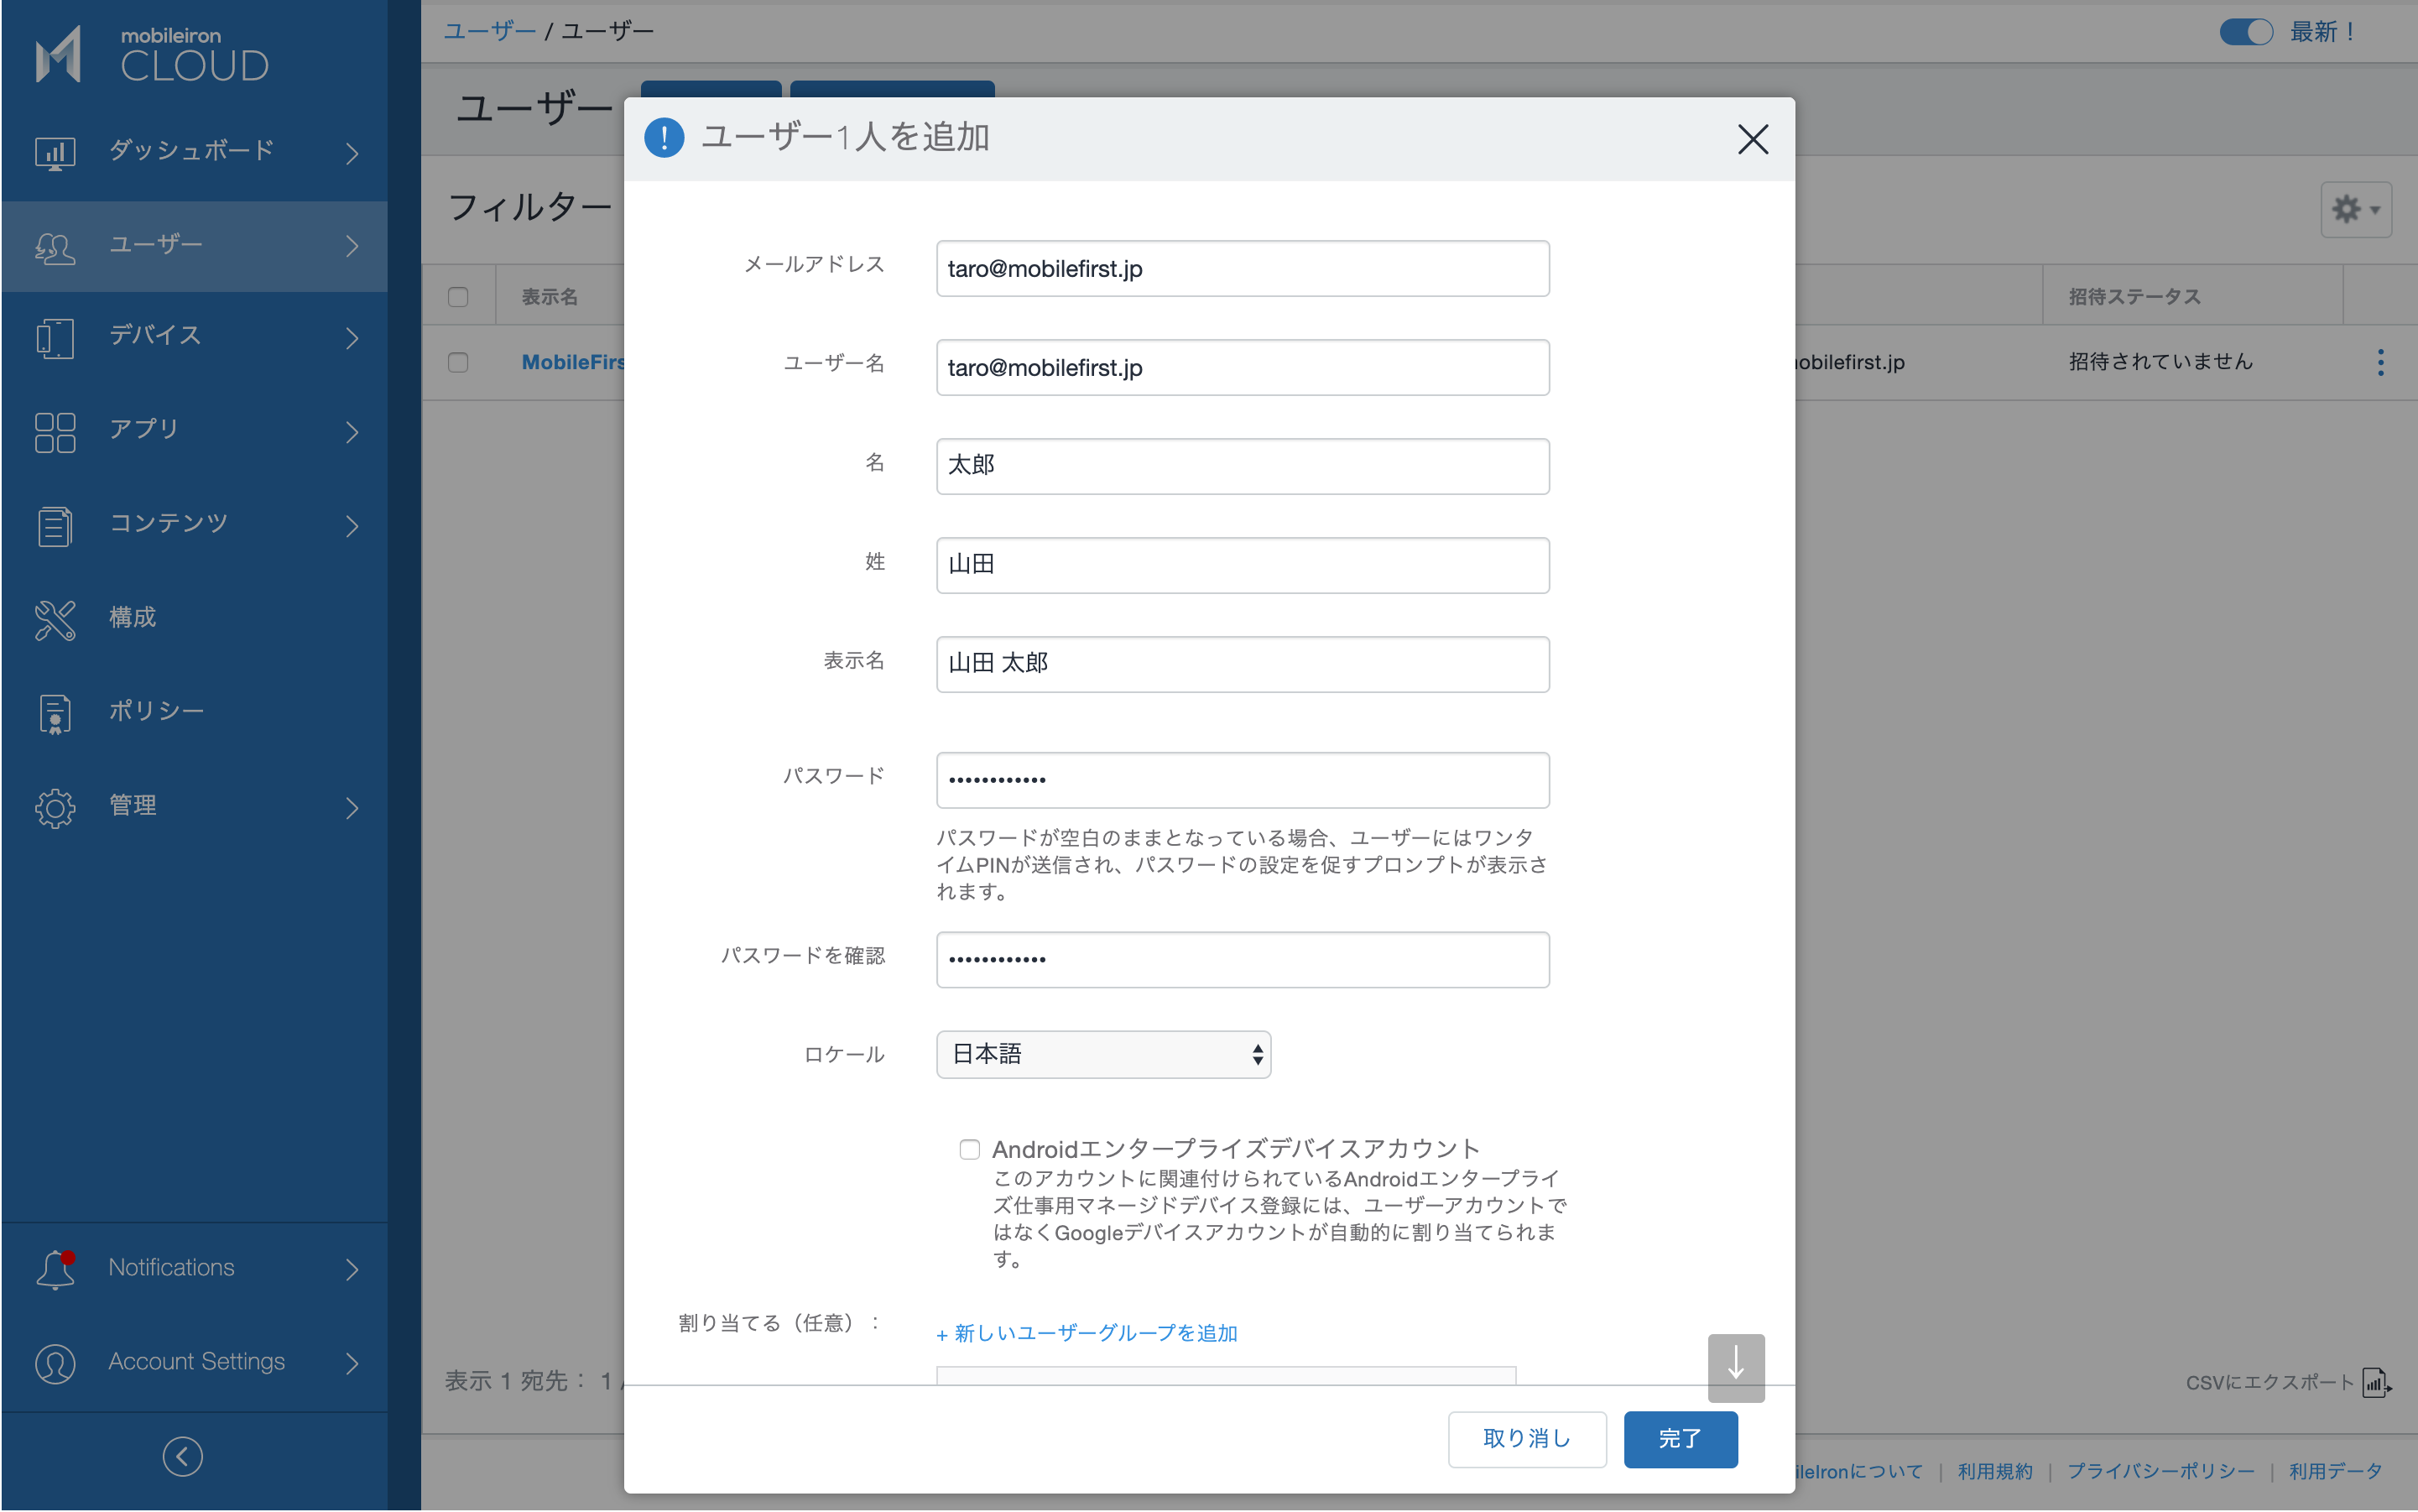 mobileiron
CLOUD
ダッシュボード
ユーザー
デバイス
アプリ
コンテンツ
構成
ポリシー
管理
Notifications
Account Settings
ユーザー / ユーザー
最新！
ユーザー
フィルター
表示名
招待ステータス
MobileFirs
obilefirst.jp
招待されていません
ユーザー1人を追加
メールアドレス
taro@mobilefirst.jp
ユーザー名
taro@mobilefirst.jp
名
太郎
姓
山田
表示名
山田 太郎
パスワード
••••••••••••
パスワードが空白のままとなっている場合、ユーザーにはワンタ
イムPINが送信され、パスワードの設定を促すプロンプトが表示さ
れます。
パスワードを確認
••••••••••••
ロケール
日本語
Androidエンタープライズデバイスアカウント
このアカウントに関連付けられているAndroidエンタープライ
ズ仕事用マネージドデバイス登録には、ユーザーアカウントで
はなくGoogleデバイスアカウントが自動的に割り当てられま
す。
割り当てる（任意）：
+ 新しいユーザーグループを追加
取り消し
完了
表示 1 宛先： 1 /
CSVにエクスポート
ileIronについて | 利用規約 | プライバシーポリシー | 利用データ